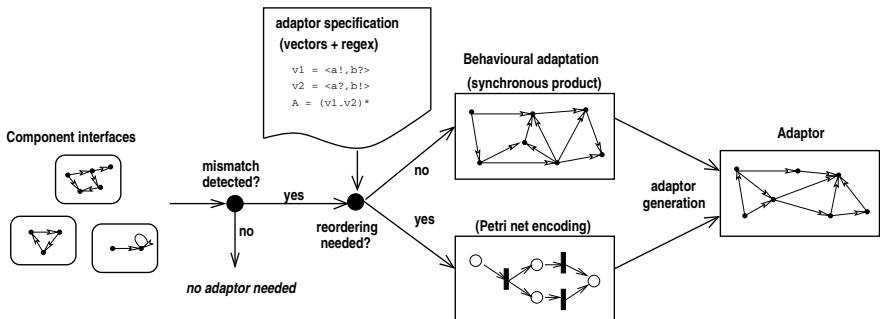 adaptor specification
(vectors + regex)
v1 = <a!,b?>
v2 = <a?,b!>
A = (v1.v2)*
Behavioural adaptation
(synchronous product)
Component interfaces
mismatch
detected?
yes
no
no adaptor needed
reordering
needed?
no
yes
(Petri net encoding)
adaptor
generation
Adaptor